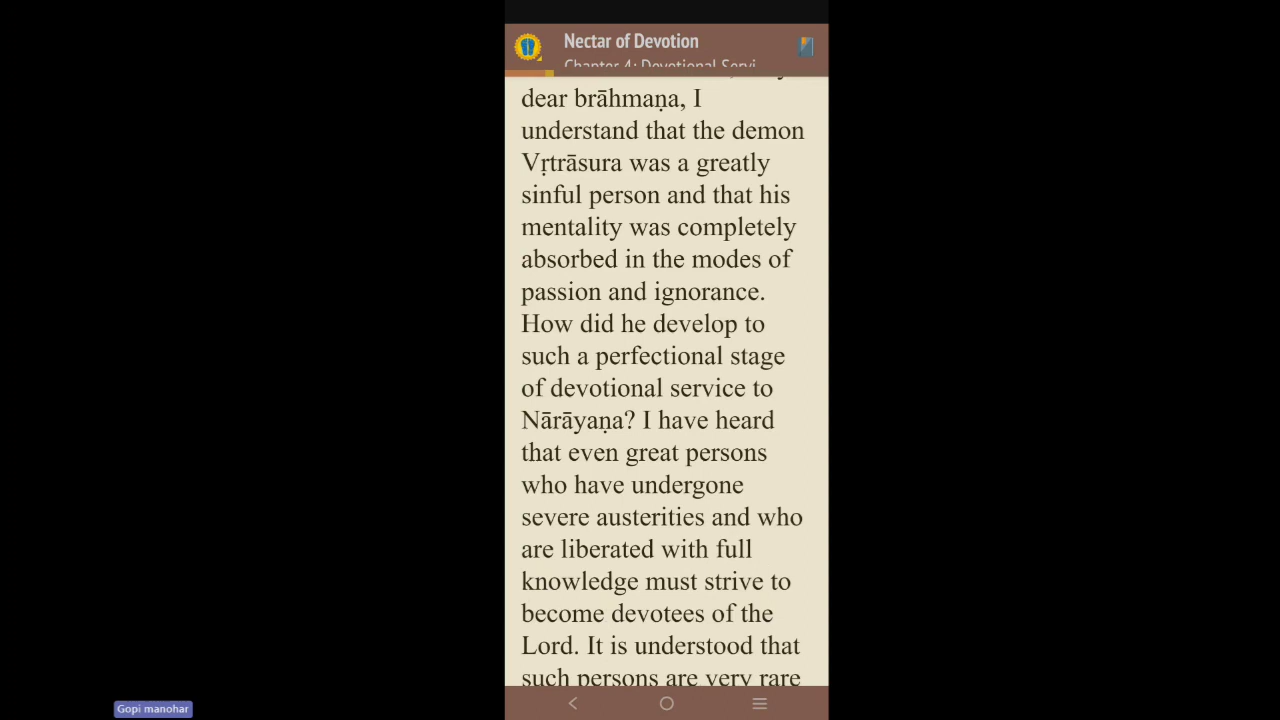 Nectar of Devotion
Chapter 4: Devotional Servi
dear brāhmaṇa, I
understand that the demon
Vṛtrāsura was a greatly
sinful person and that his
mentality was completely
absorbed in the modes of
passion and ignorance.
How did he develop to
such a perfectional stage
of devotional service to
Nārāyaṇa? I have heard
that even great persons
who have undergone
severe austerities and who
are liberated with full
knowledge must strive to
become devotees of the
Lord. It is understood that
such persons are very rare
Gopi manohar